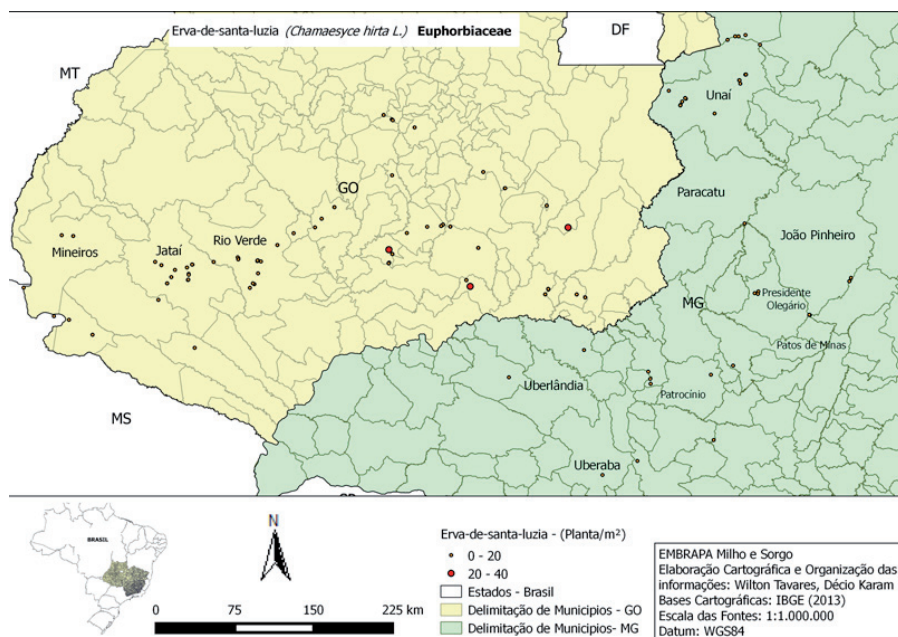 Erva-de-santa-luzia (Chamaesyce hirta L.) Euphorbiaceae
DF
MT
Unaí
GO
Paracatu
João Pinheiro
Mineiros
Jataí
Rio Verde
MG
Presidente
Olegário
Patos de Minas
Uberlândia
Patrocínio
MS
Uberaba
BRASIL
N
0 75 150 225 km
Erva-de-santa-luzia - (Planta/m²)
0 - 20
20 - 40
Estados - Brasil
Delimitação de Municipios - GO
Delimitação de Municipios- MG
EMBRAPA Milho e Sorgo
Elaboração Cartográfica e Organização das
informações: Wilton Tavares, Décio Karam
Bases Cartográficas: IBGE (2013)
Escala das Fontes: 1:1.000.000
Datum: WGS84